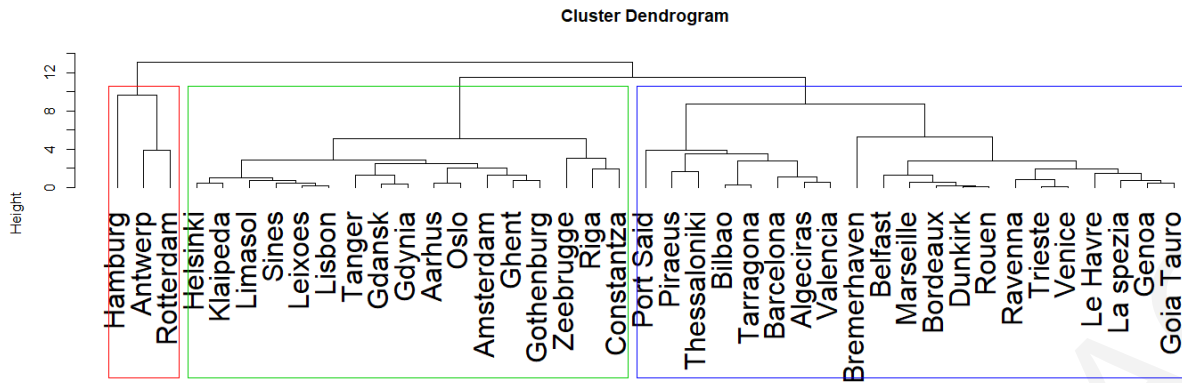 Cluster Dendrogram
Height
0
4
8
12
Hamburg
Antwerp
Rotterdam
Helsinki
Klaipeda
Limasol
Sines
Leixoes
Lisbon
Tanger
Gdansk
Gdynia
Aarhus
Oslo
Amsterdam
Ghent
Gothenburg
Zeebrugge
Riga
Constantza
Port Said
Piraeus
Thessaloniki
Bilbao
Tarragona
Barcelona
Algeciras
Valencia
Bremerhaven
Belfast
Marseille
Bordeaux
Dunkirk
Rouen
Ravenna
Trieste
Venice
Le Havre
La spezia
Genoa
Goia Tauro